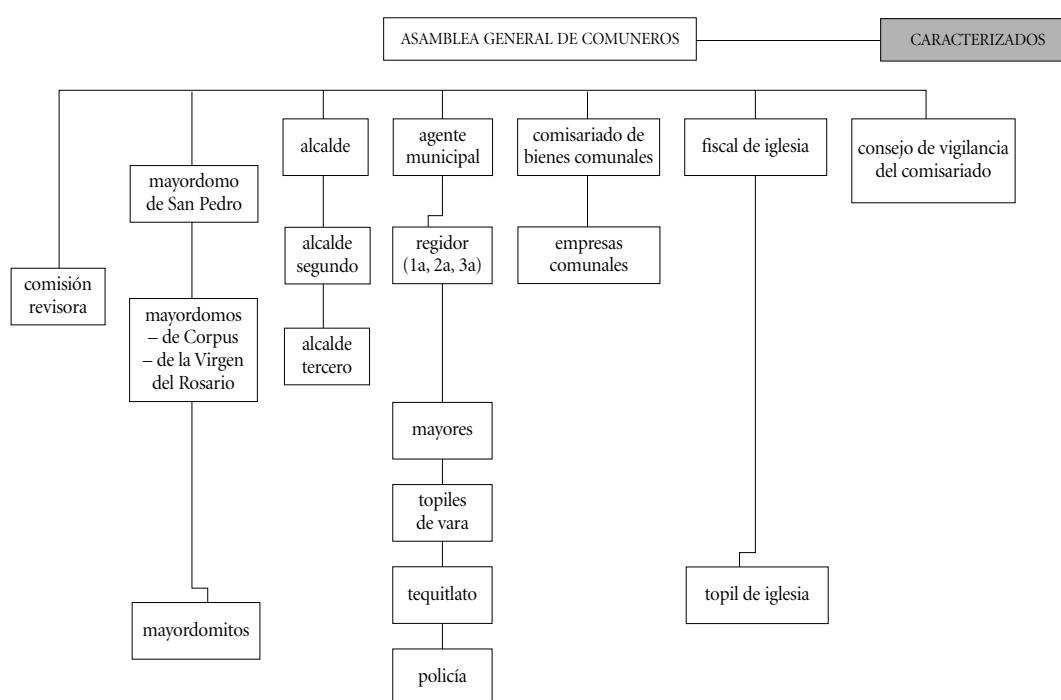 ASAMBLEA GENERAL DE COMUNEROS
CARACTERIZADOS
comisión
revisora
mayordomo
de San Pedro
mayordomos
– de Corpus
– de la Virgen
del Rosario
mayordomitos
alcalde
alcalde
segundo
alcalde
tercero
agente
municipal
regidor
(1a, 2a, 3a)
mayores
topiles
de vara
tequitlato
policía
comisariado de
bienes comunales
empresas
comunales
fiscal de iglesia
topil de iglesia
consejo de vigilancia
del comisariado